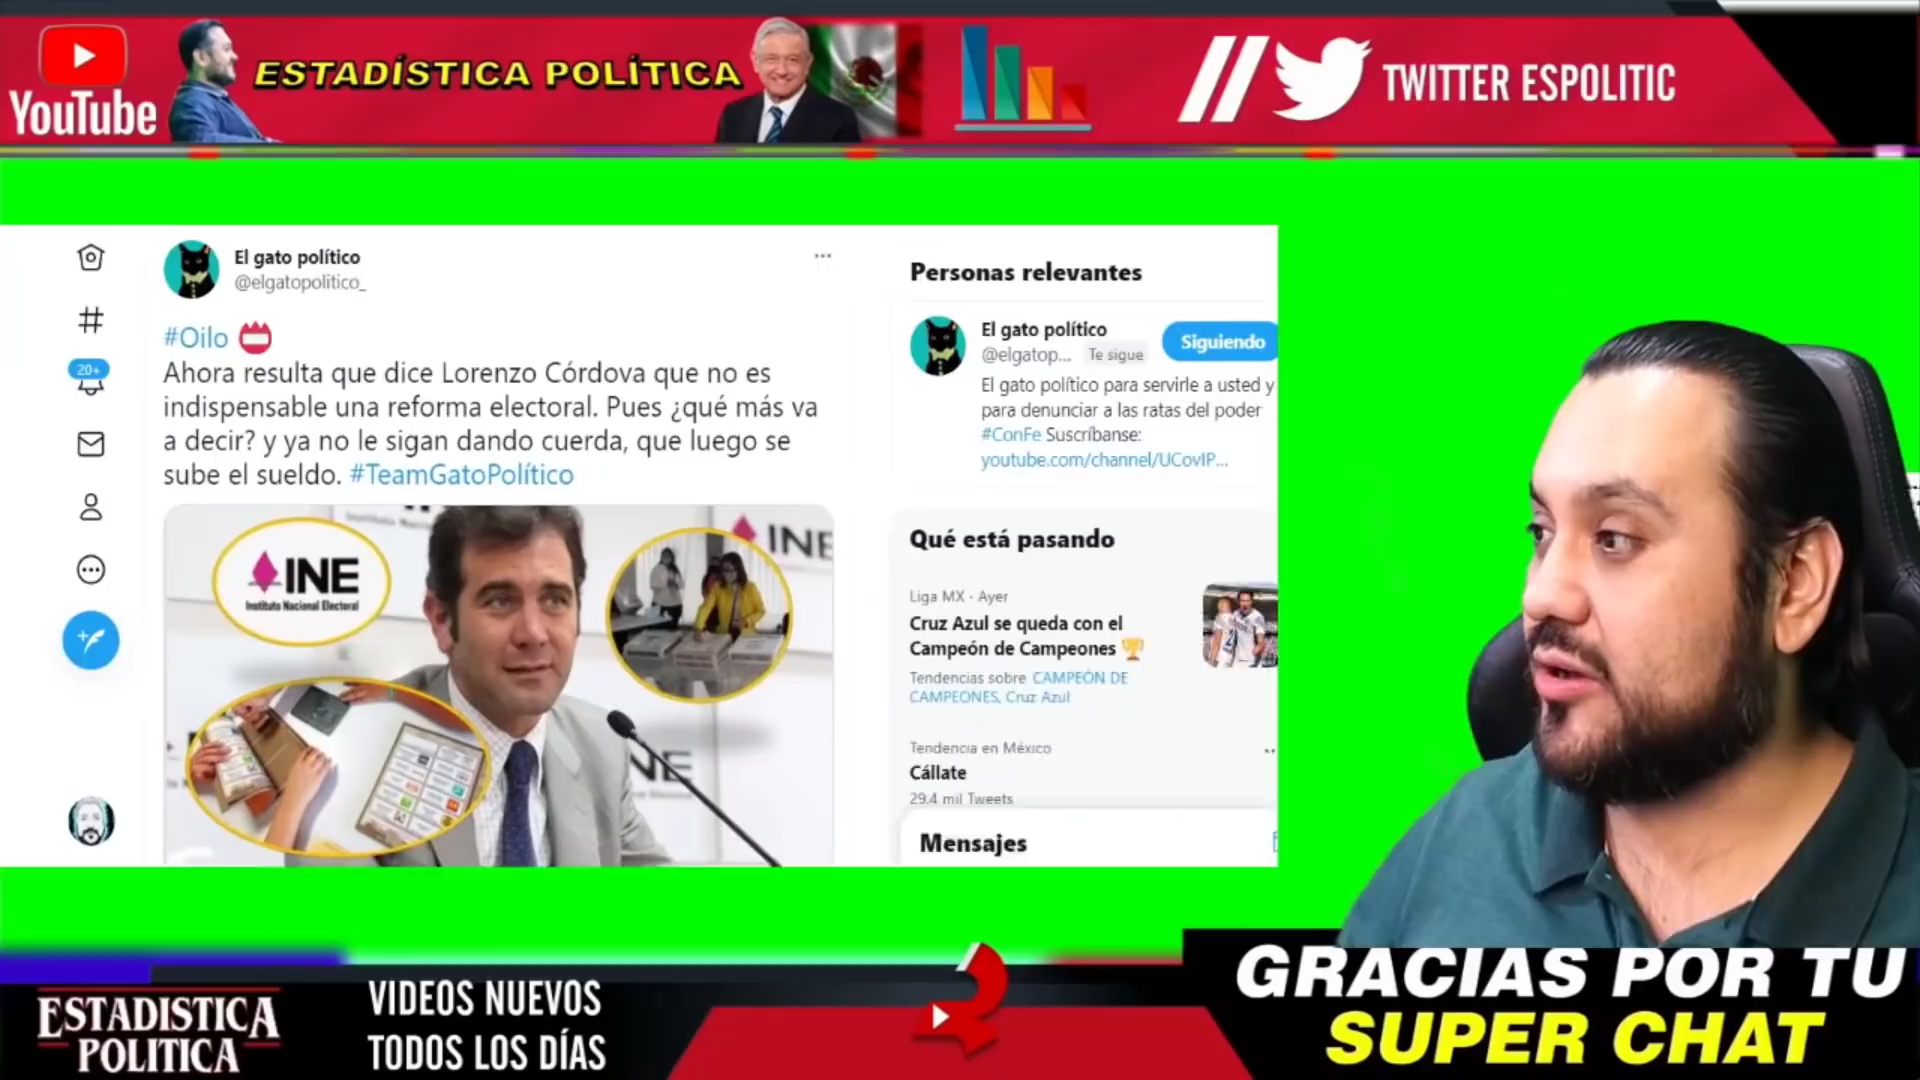 YouTube
ESTADÍSTICA POLÍTICA
TWITTER ESPOLITIC
El gato político
@elgatopolitico_
#Oilo
Ahora resulta que dice Lorenzo Córdova que no es
indispensable una reforma electoral. Pues ¿qué más va
a decir? y ya no le sigan dando cuerda, que luego se
sube el sueldo. #TeamGatoPolítico
20+
INE
Instituto Nacional Electoral
INE
Personas relevantes
El gato político
@elgatop... Te sigue
Siguiendo
El gato político para servirle a usted y
para denunciar a las ratas del poder
#ConFe Suscríbanse:
youtube.com/channel/UCovIP...
Qué está pasando
Liga MX · Ayer
Cruz Azul se queda con el
Campeón de Campeones
Tendencias sobre CAMPEÓN DE
CAMPEONES, Cruz Azul
Tendencia en México
Cállate
29.4 mil Tweets
Mensajes
ESTADISTICA
POLITICA
VIDEOS NUEVOS
TODOS LOS DÍAS
GRACIAS POR TU
SUPER CHAT